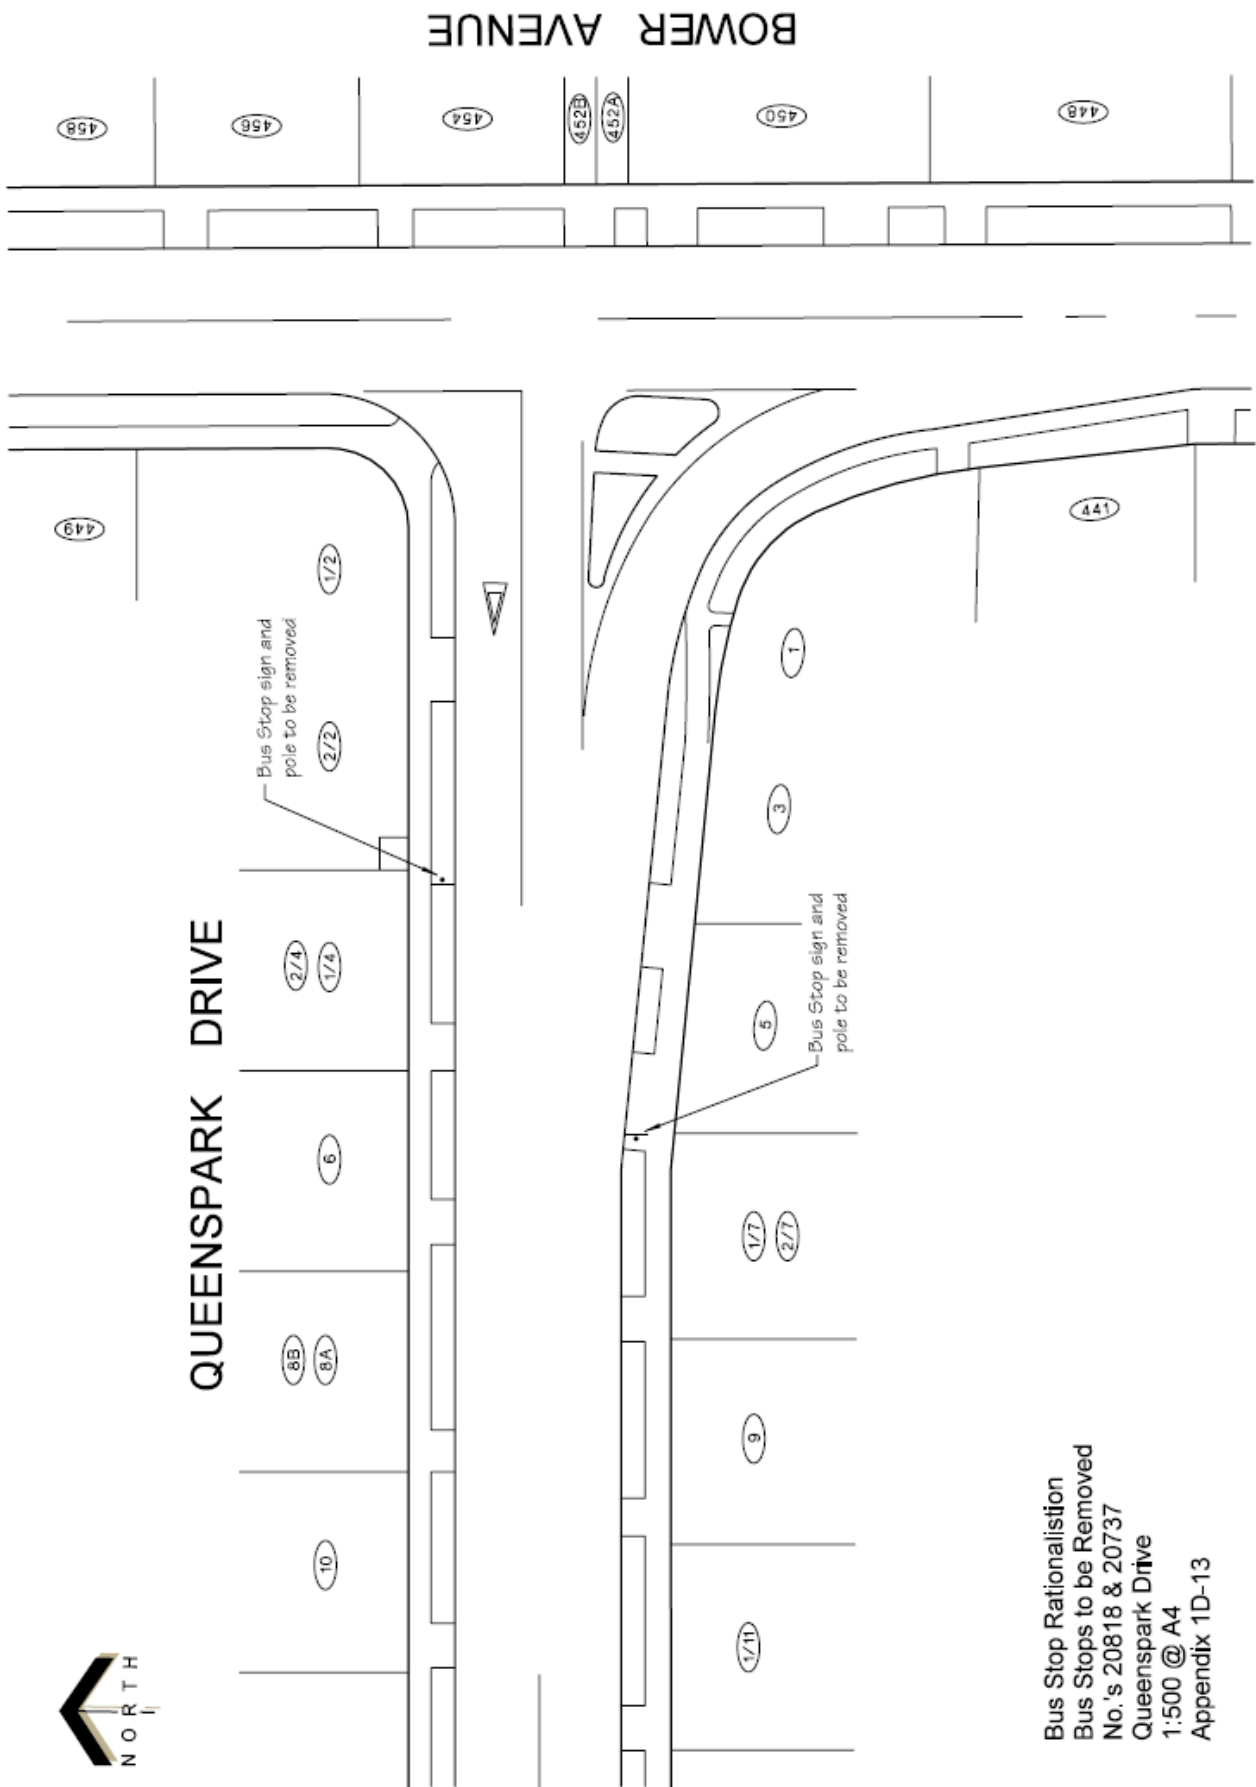 BOWER AVENUE
458
456
454
452B
452A
450
448
449
1/2
2/2
Bus Stop sign and
pole to be removed
441
1
3
QUEENSPARK DRIVE
2/4
1/4
5
Bus Stop sign and
pole to be removed
6
1/7
2/7
8B
8A
9
10
1/11
NORTH
Bus Stop Rationalistion
Bus Stops to be Removed
No.'s 20818 & 20737
Queenspark Drive
1:500 @ A4
Appendix 1D-13